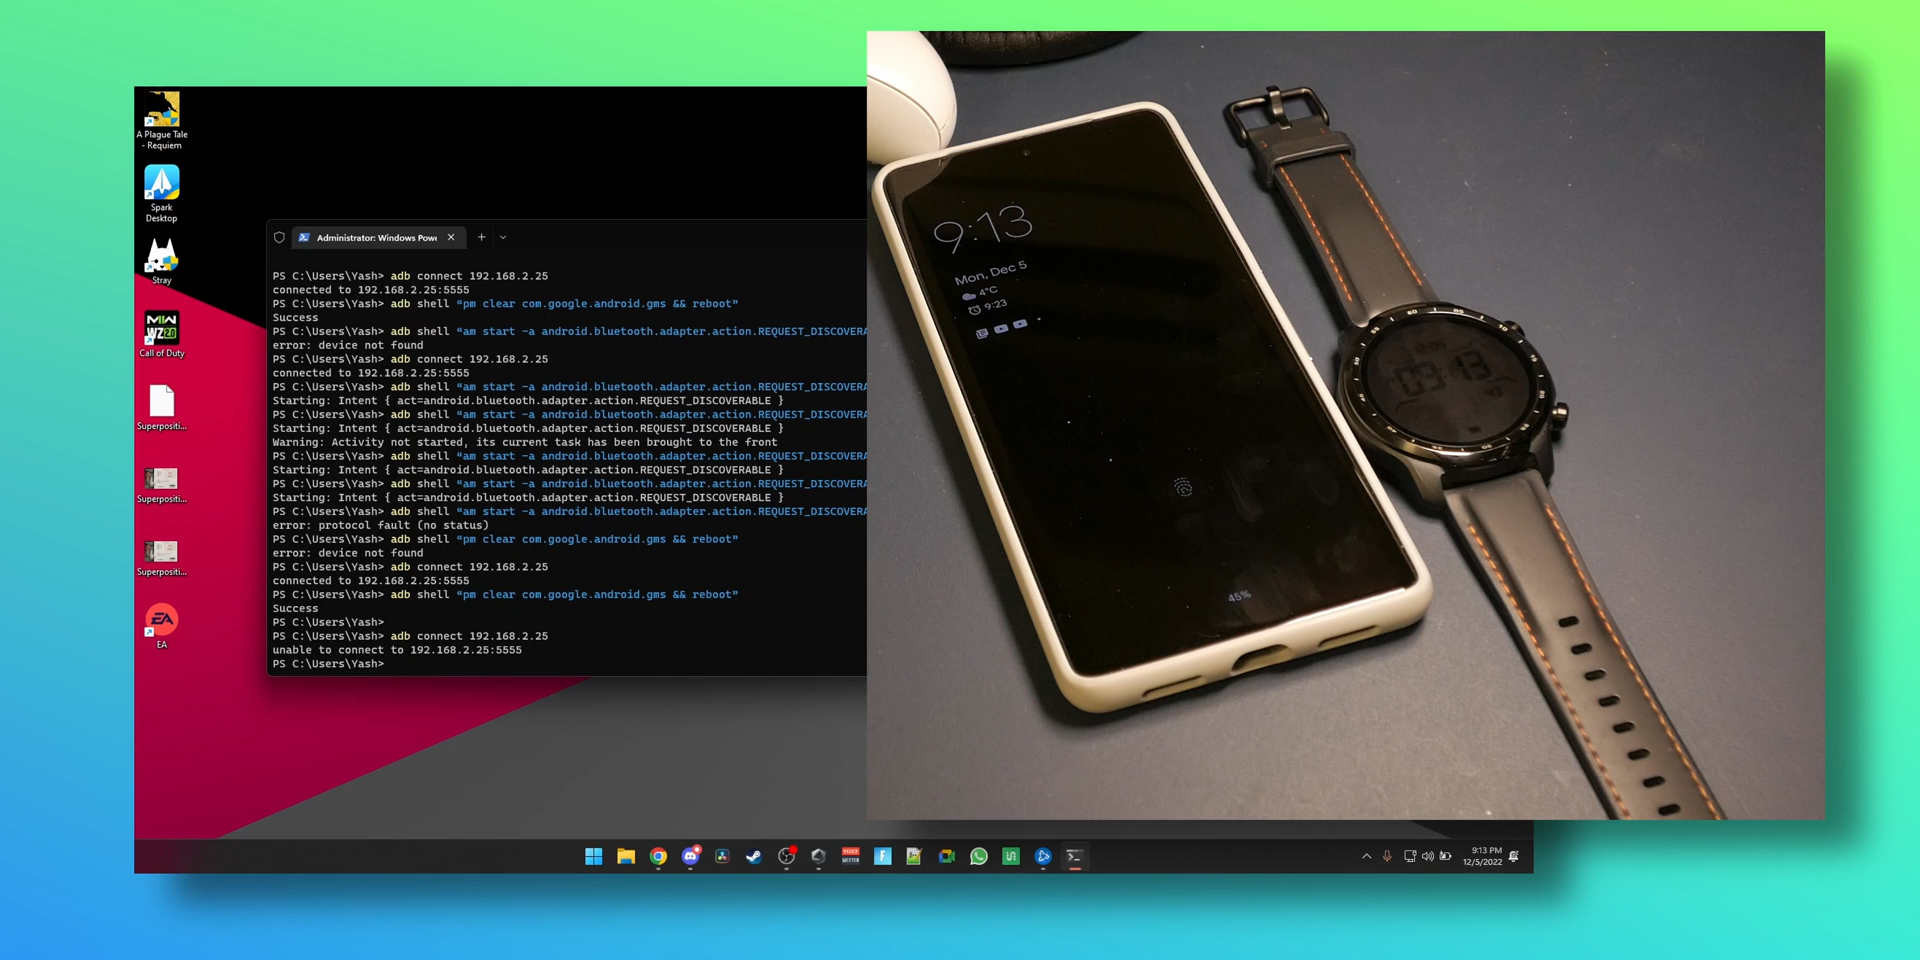 A Plague Tale
- Requiem
Spark
Desktop
Stray
MW
WZ2.0
Call of Duty
Superpositi...
Superpositi...
Superpositi...
EA
EA
Administrator: Windows Pow
PS C:\Users\Yash> adb connect 192.168.2.25
connected to 192.168.2.25:5555
PS C:\Users\Yash> adb shell "pm clear com.google.android.gms && reboot"
Success
PS C:\Users\Yash> adb shell "am start -a android.bluetooth.adapter.action.REQUEST_DISCOVERA
error: device not found
PS C:\Users\Yash> adb connect 192.168.2.25
connected to 192.168.2.25:5555
PS C:\Users\Yash> adb shell "am start -a android.bluetooth.adapter.action.REQUEST_DISCOVERA
Starting: Intent { act=android.bluetooth.adapter.action.REQUEST_DISCOVERABLE }
PS C:\Users\Yash> adb shell "am start -a android.bluetooth.adapter.action.REQUEST_DISCOVERA
Starting: Intent { act=android.bluetooth.adapter.action.REQUEST_DISCOVERABLE }
Warning: Activity not started, its current task has been brought to the front
PS C:\Users\Yash> adb shell "am start -a android.bluetooth.adapter.action.REQUEST_DISCOVERA
Starting: Intent { act=android.bluetooth.adapter.action.REQUEST_DISCOVERABLE }
PS C:\Users\Yash> adb shell "am start -a android.bluetooth.adapter.action.REQUEST_DISCOVERA
Starting: Intent { act=android.bluetooth.adapter.action.REQUEST_DISCOVERABLE }
PS C:\Users\Yash> adb shell "am start -a android.bluetooth.adapter.action.REQUEST_DISCOVERA
error: protocol fault (no status)
PS C:\Users\Yash> adb shell "pm clear com.google.android.gms && reboot"
error: device not found
PS C:\Users\Yash> adb connect 192.168.2.25
connected to 192.168.2.25:5555
PS C:\Users\Yash> adb shell "pm clear com.google.android.gms && reboot"
Success
PS C:\Users\Yash>
PS C:\Users\Yash> adb connect 192.168.2.25
unable to connect to 192.168.2.25:5555
PS C:\Users\Yash>
9:13
Mon, Dec 5
4°C
9:23
45%
09:13
9:13 PM
12/5/2022